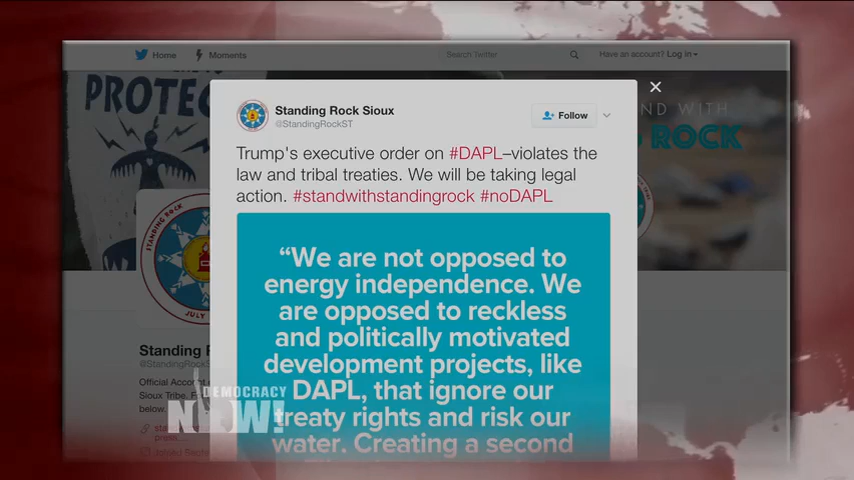 Home
Moments
Search Twitter
Have an account? Log in
PROTEC
ND WITH
ROCK
STANDING ROCK
JULY
Standing Rock Sioux
@StandingRockST
Follow
Trump's executive order on #DAPL–violates the
law and tribal treaties. We will be taking legal
action. #standwithstandingrock #noDAPL
“We are not opposed to
energy independence. We
are opposed to reckless
and politically motivated
development projects, like
DAPL, that ignore our
treaty rights and risk our
water. Creating a second
Standing R
@StandingRockS
Official Account
Sioux Tribe. F
below.
DEMOCRACY
NOW!